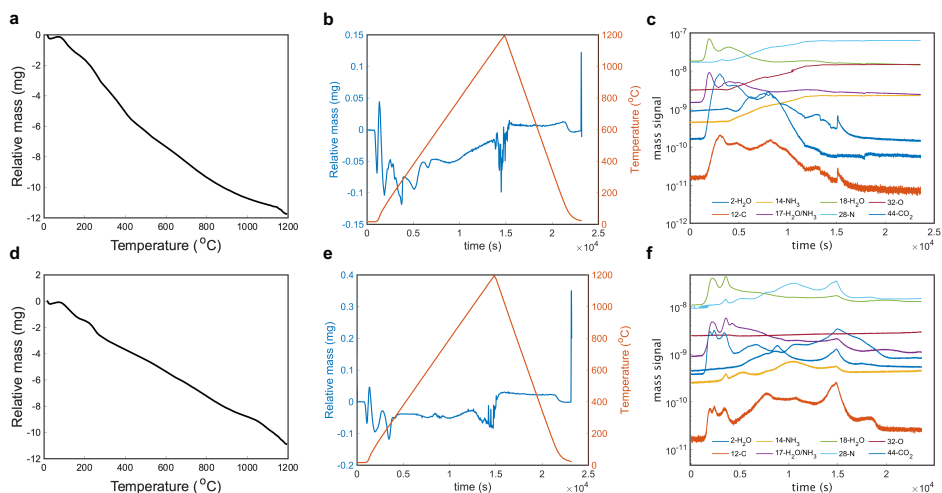 a
b
c
0
-2
-4
-6
-8
-10
-12
Relative mass (mg)
0 200 400 600 800 1000 1200
Temperature (°C)
0.15
0.1
0.05
0
-0.05
-0.1
-0.15
Relative mass (mg)
1200
1000
800
600
400
200
0
Temperature (°C)
0 0.5 1 1.5 2 2.5
time (s)
×10⁴
10⁻⁷
10⁻⁸
10⁻⁹
10⁻¹⁰
10⁻¹¹
10⁻¹²
mass signal
2-H₂O 14-NH₃ 18-H₂O 32-O
12-C 17-H₂O/NH₃ 28-N 44-CO₂
0 0.5 1 1.5 2 2.5
time (s)
×10⁴
d
e
f
2
0
-2
-4
-6
-8
-10
-12
Relative mass (mg)
0 200 400 600 800 1000 1200
Temperature (°C)
0.4
0.3
0.2
0.1
0
-0.1
-0.2
Relative mass (mg)
1200
1000
800
600
400
200
0
Temperature (°C)
0 0.5 1 1.5 2 2.5
time (s)
×10⁴
10⁻⁸
10⁻⁹
10⁻¹⁰
10⁻¹¹
mass signal
2-H₂O 14-NH₃ 18-H₂O 32-O
12-C 17-H₂O/NH₃ 28-N 44-CO₂
0 0.5 1 1.5 2 2.5
time (s)
×10⁴